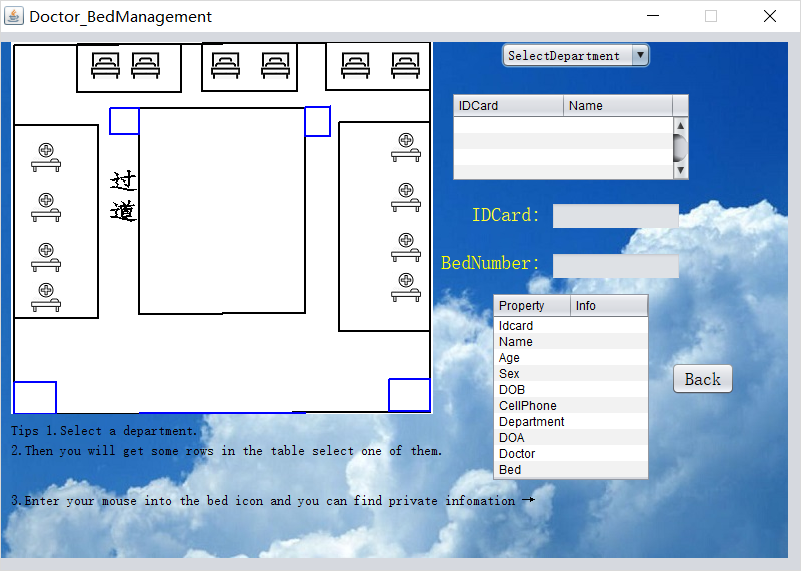 Doctor_BedManagement
SelectDepartment
IDCard Name
过
道
IDCard:
BedNumber:
Property Info
Idcard
Name
Age
Sex
DOB
CellPhone
Department
DOA
Doctor
Bed
Back
Tips 1.Select a department.
2.Then you will get some rows in the table select one of them.
3.Enter your mouse into the bed icon and you can find private infomation →